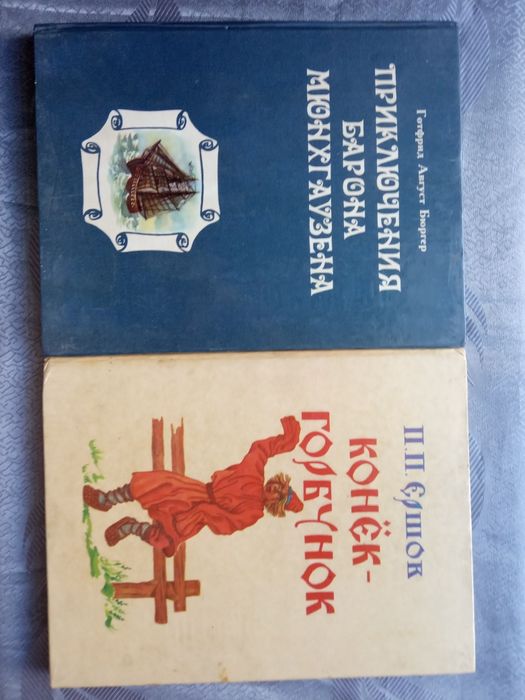 Готфрид Август Бюргер
ПРИКЛЮЧЕНИЯ
БАРОНА
МЮНХГАУЗЕНА
П.П. ЕРШОВ
КОНЁК-
ГОРБУНОК